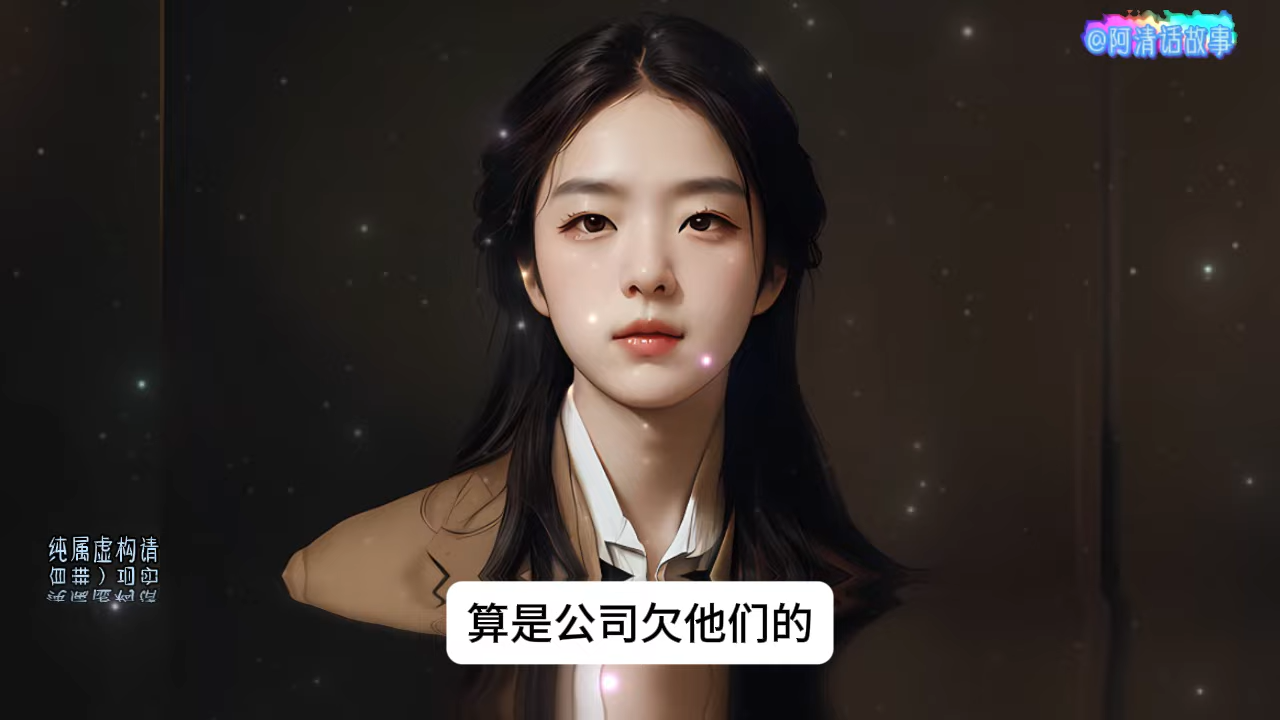 @阿清话故事
纯属虚构请
算是公司欠他们的